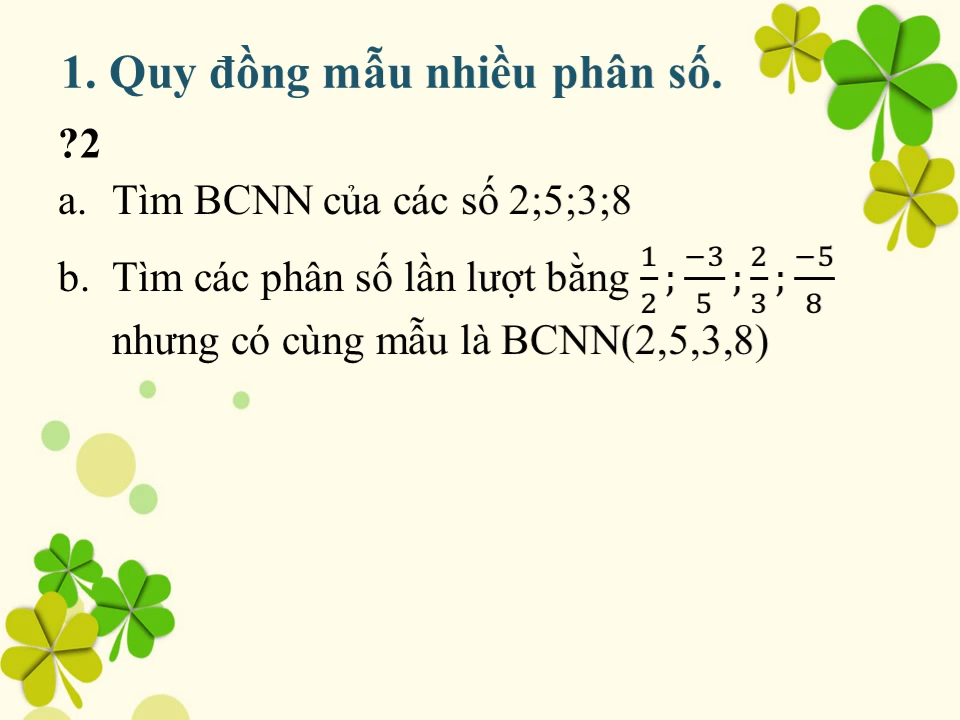 1. Quy đồng mẫu nhiều phân số.
?2
a. Tìm BCNN của các số 2;5;3;8
b. Tìm các phân số lần lượt bằng 1/2 ; −3/5 ; 2/3 ; −5/8
nhưng có cùng mẫu là BCNN(2,5,3,8)